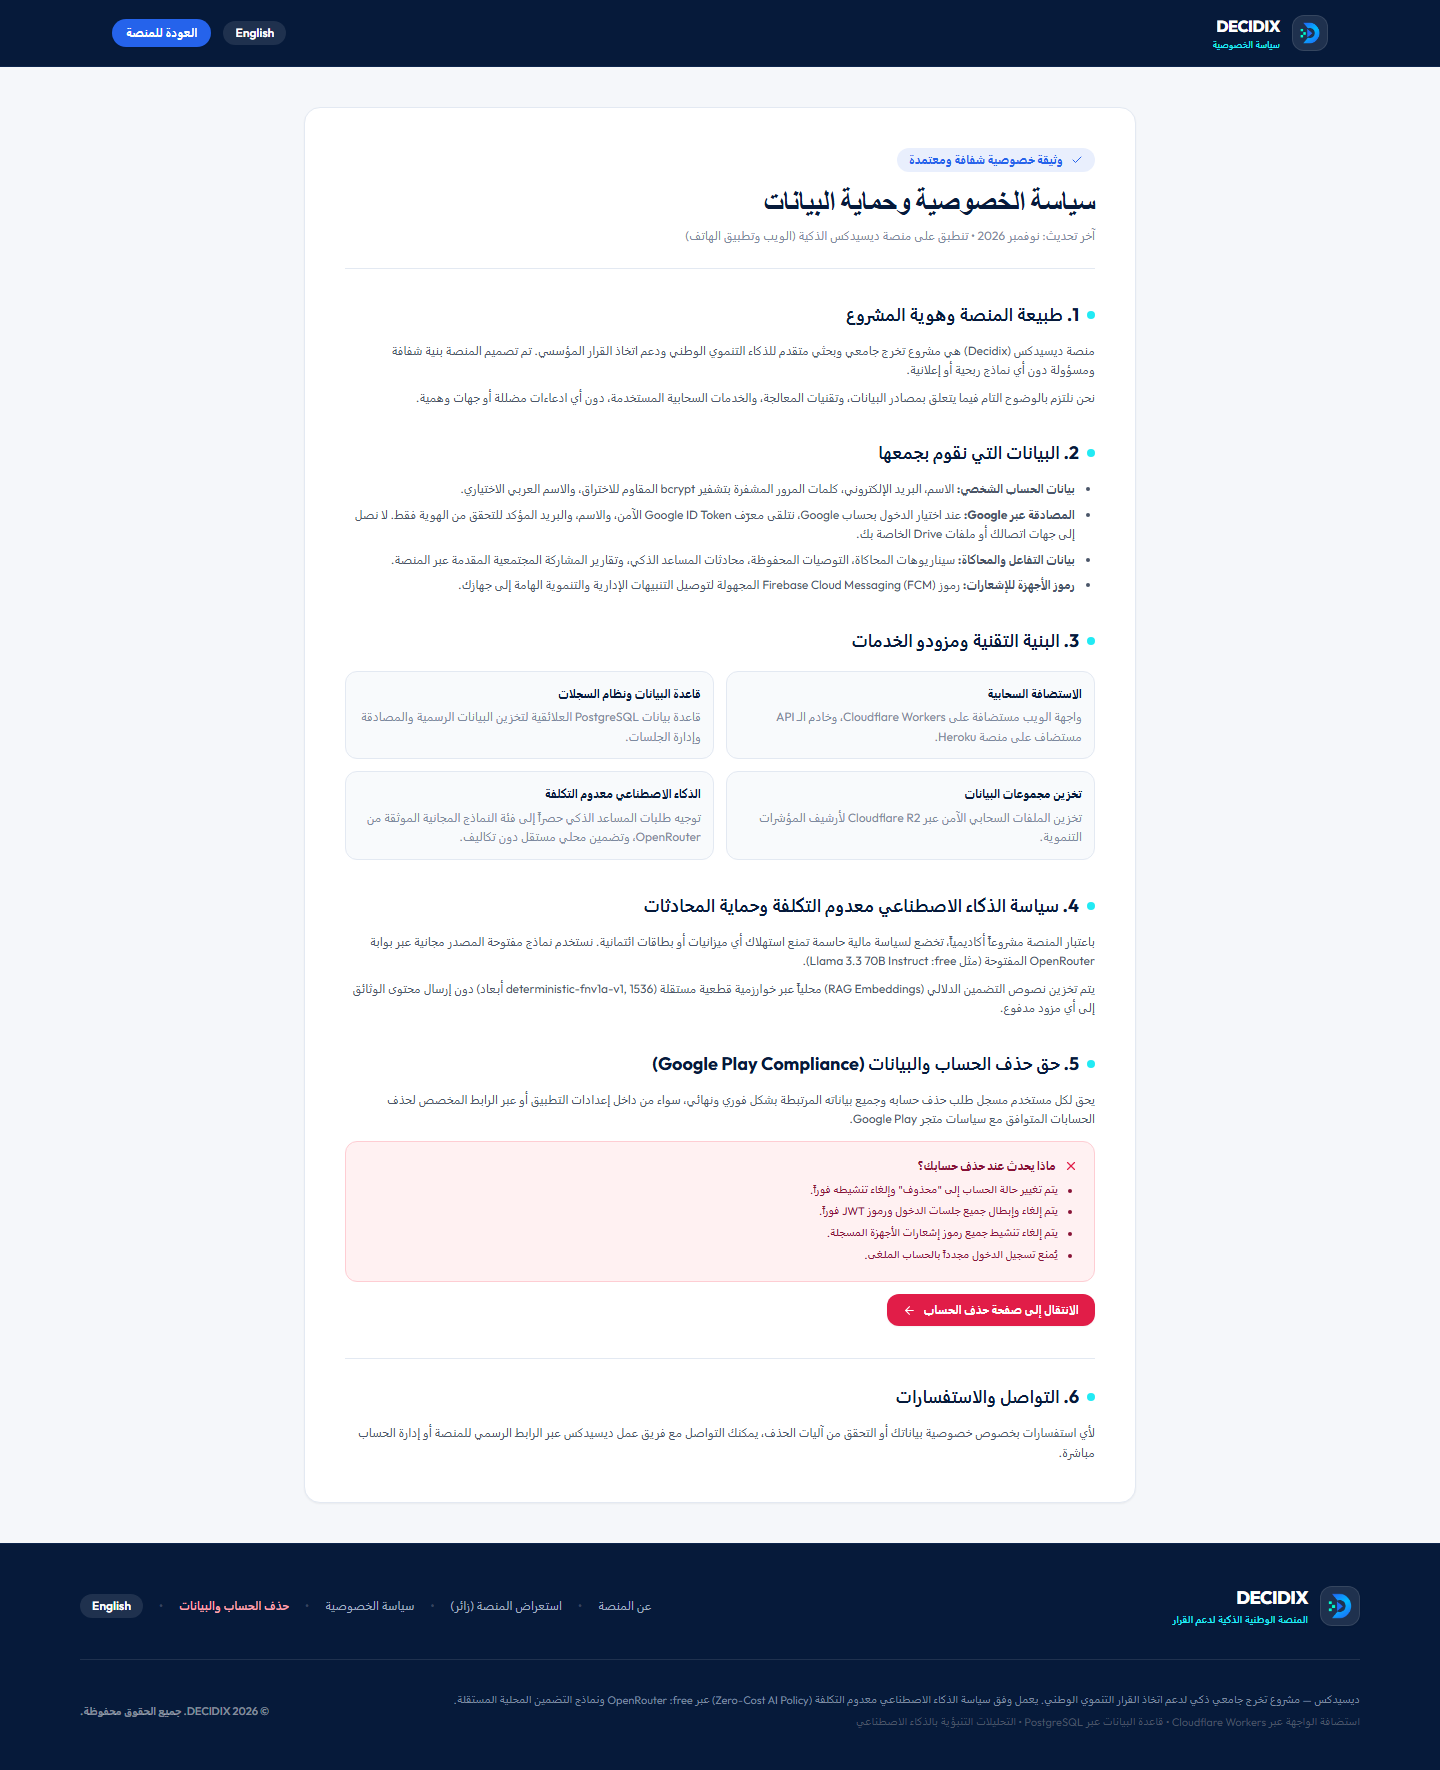 DECIDIX
سياسة الخصوصية
English
العودة للمنصة
وثيقة خصوصية شفافة ومعتمدة
سياسة الخصوصية وحماية البيانات
آخر تحديث: نوفمبر 2026 • تنطبق على منصة ديسيدكس الذكية (الويب وتطبيق الهاتف)
1. طبيعة المنصة وهوية المشروع
منصة ديسيدكس (Decidix) هي مشروع تخرج جامعي وبحثي متقدم للذكاء التنموي الوطني ودعم اتخاذ القرار المؤسسي. تم تصميم المنصة بنية شفافة
ومسؤولة دون أي نماذج ربحية أو إعلانية.
نحن نلتزم بالوضوح التام فيما يتعلق بمصادر البيانات، وتقنيات المعالجة، والخدمات السحابية المستخدمة، دون أي ادعاءات مضللة أو جهات وهمية.
2. البيانات التي نقوم بجمعها
• بيانات الحساب الشخصي: الاسم، البريد الإلكتروني، كلمات المرور المشفرة بتشفير bcrypt المقاوم للاختراق، والاسم العربي الاختياري.
• المصادقة عبر Google: عند اختيار الدخول بحساب Google، نتلقى معرّف Google ID Token الآمن، والاسم، والبريد المؤكد للتحقق من الهوية فقط. لا نصل
إلى جهات اتصالك أو ملفات Drive الخاصة بك.
• بيانات التفاعل والمحاكاة: سيناريوهات المحاكاة، التوصيات المحفوظة، محادثات المساعد الذكي، وتقارير المشاركة المجتمعية المقدمة عبر المنصة.
• رموز الأجهزة للإشعارات: رموز Firebase Cloud Messaging (FCM) المجهولة لتوصيل التنبيهات الإدارية والتنموية الهامة إلى جهازك.
3. البنية التقنية ومزودو الخدمات
الاستضافة السحابية
واجهة الويب مستضافة على Cloudflare Workers، وخادم الـ API
مستضاف على منصة Heroku.
قاعدة البيانات ونظام السجلات
قاعدة بيانات PostgreSQL العلائقية لتخزين البيانات الرسمية والمصادقة
وإدارة الجلسات.
تخزين مجموعات البيانات
تخزين الملفات السحابي الآمن عبر Cloudflare R2 لأرشيف المؤشرات
التنموية.
الذكاء الاصطناعي معدوم التكلفة
توجيه طلبات المساعد الذكي حصراً إلى فئة النماذج المجانية الموثقة من
OpenRouter، وتضمين محلي مستقل دون تكاليف.
4. سياسة الذكاء الاصطناعي معدوم التكلفة وحماية المحادثات
باعتبار المنصة مشروعاً أكاديمياً، تخضع لسياسة مالية حاسمة تمنع استهلاك أي ميزانيات أو بطاقات ائتمانية. نستخدم نماذج مفتوحة المصدر مجانية عبر بوابة
OpenRouter المفتوحة (مثل Llama 3.3 70B Instruct :free).
يتم تخزين نصوص التضمين الدلالي (RAG Embeddings) محلياً عبر خوارزمية قطعية مستقلة (deterministic-fnv1a-v1, 1536 أبعاد) دون إرسال محتوى الوثائق
إلى أي مزود مدفوع.
5. حق حذف الحساب والبيانات (Google Play Compliance)
يحق لكل مستخدم مسجل طلب حذف حسابه وجميع بياناته المرتبطة بشكل فوري ونهائي، سواء من داخل إعدادات التطبيق أو عبر الرابط المخصص لحذف
الحسابات المتوافق مع سياسات متجر Google Play.
ماذا يحدث عند حذف حسابك؟
• يتم تغيير حالة الحساب إلى "محذوف" وإلغاء تنشيطه فوراً.
• يتم إلغاء وإبطال جميع جلسات الدخول ورموز JWT فوراً.
• يتم إلغاء تنشيط جميع رموز إشعارات الأجهزة المسجلة.
• يُمنع تسجيل الدخول مجدداً بالحساب الملغى.
الانتقال إلى صفحة حذف الحساب ←
6. التواصل والاستفسارات
لأي استفسارات بخصوص خصوصية بياناتك أو التحقق من آليات الحذف، يمكنك التواصل مع فريق عمل ديسيدكس عبر الرابط الرسمي للمنصة أو إدارة الحساب
مباشرة.
DECIDIX
المنصة الوطنية الذكية لدعم القرار
عن المنصة • استعراض المنصة (زائر) • سياسة الخصوصية • حذف الحساب والبيانات • English
ديسيدكس — مشروع تخرج جامعي ذكي لدعم اتخاذ القرار التنموي الوطني. يعمل وفق سياسة الذكاء الاصطناعي معدوم التكلفة (Zero-Cost AI Policy) عبر OpenRouter :free ونماذج التضمين المحلية المستقلة.
استضافة الواجهة عبر Cloudflare Workers • قاعدة البيانات عبر PostgreSQL • التحليلات التنبؤية بالذكاء الاصطناعي
© 2026 DECIDIX. جميع الحقوق محفوظة.